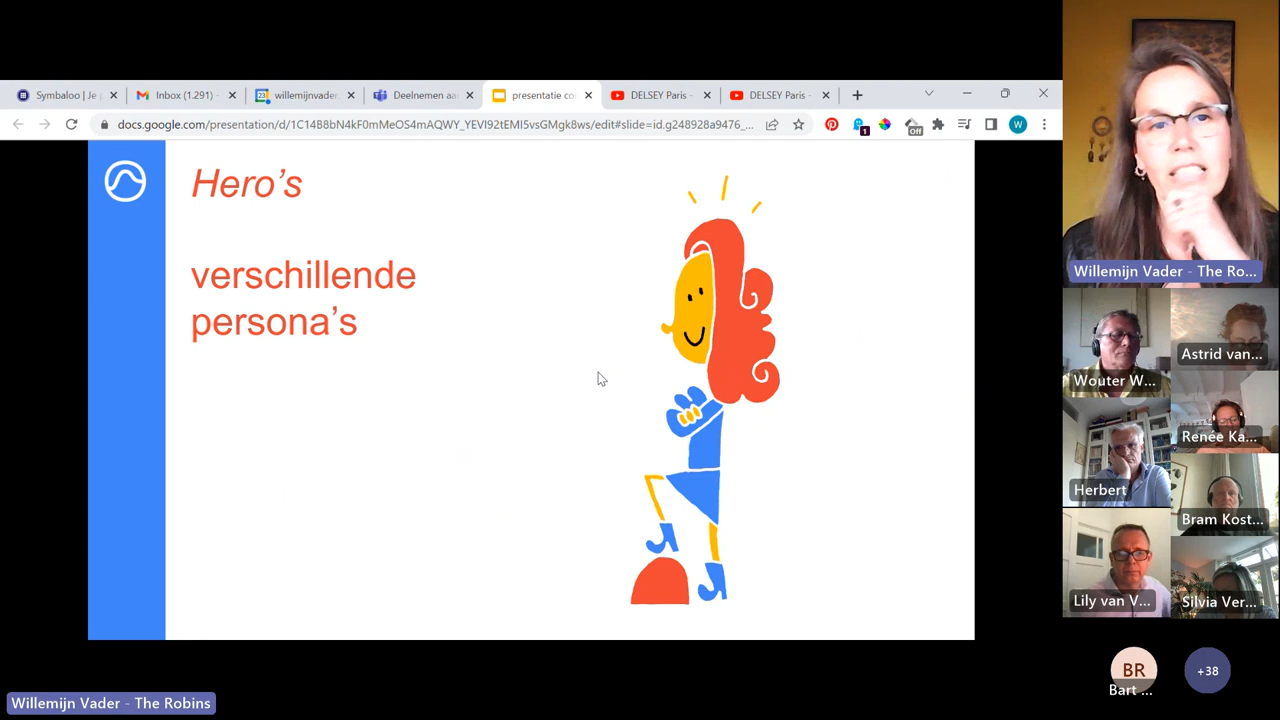 Symbaloo | Je
Inbox (1.291) -
willemijnvader
Deelnemen aa
presentatie co
DELSEY Paris -
DELSEY Paris -
docs.google.com/presentation/d/1C14B8bN4kF0mMeOS4mAQWY_YEVI92tEMI5vsGMgk8ws/edit#slide=id.g248928a9476_...
1
Off
W
Hero's
verschillende
persona's
Willemijn Vader - The Ro...
Wouter W...
Astrid van...
Herbert
Renée Ka...
Bram Kost...
Lily van V...
Silvia Ver...
BR
Bart ...
+38
Willemijn Vader - The Robins